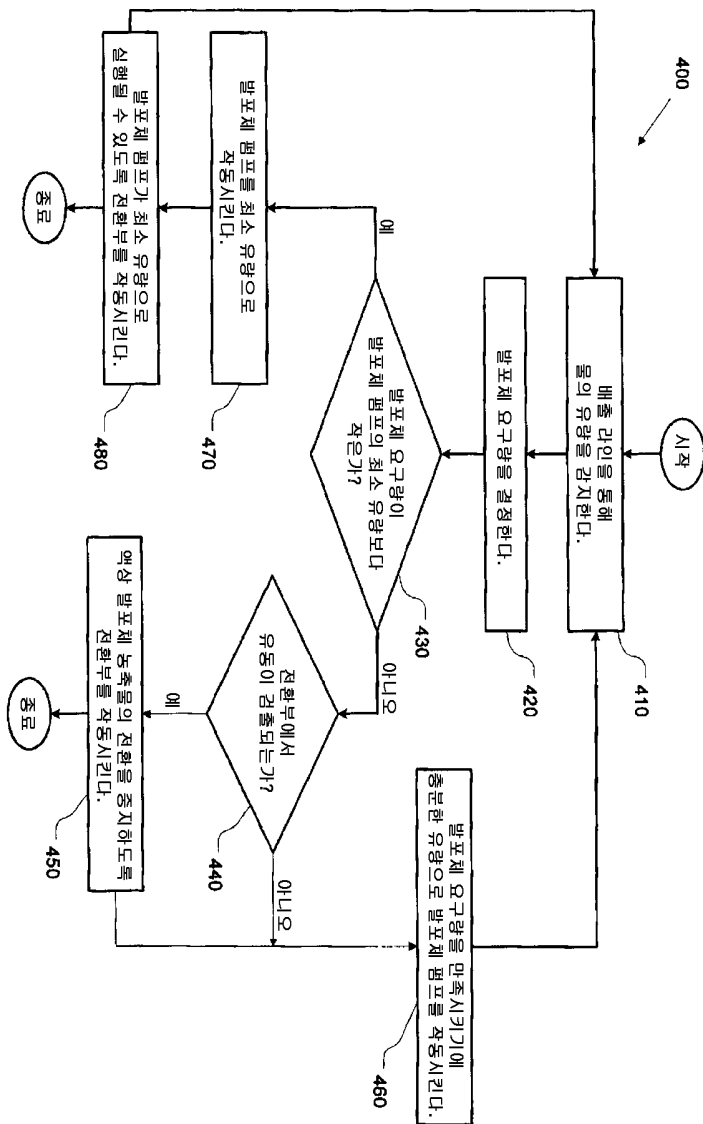 400
시작
배출 라인을 통해
물의 유량을 감지한다.
410
발포체 요구량을 결정한다.
420
발포체 요구량이
발포체 펌프의 최소 유량보다
작은가?
430
예
아니오
발포체 펌프를 최소 유량으로
작동시킨다.
470
발포체 펌프가 최소 유량으로
실행될 수 있도록 전환부를 작동시킨다.
480
종료
전환부에서
유동이 검출되는가?
440
예
아니오
액상 발포체 농축물의 전환을 중지하도록
전환부를 작동시킨다.
450
종료
발포체 요구량을 만족시키기에
충분한 유량으로 발포체 펌프를 작동시킨다.
460